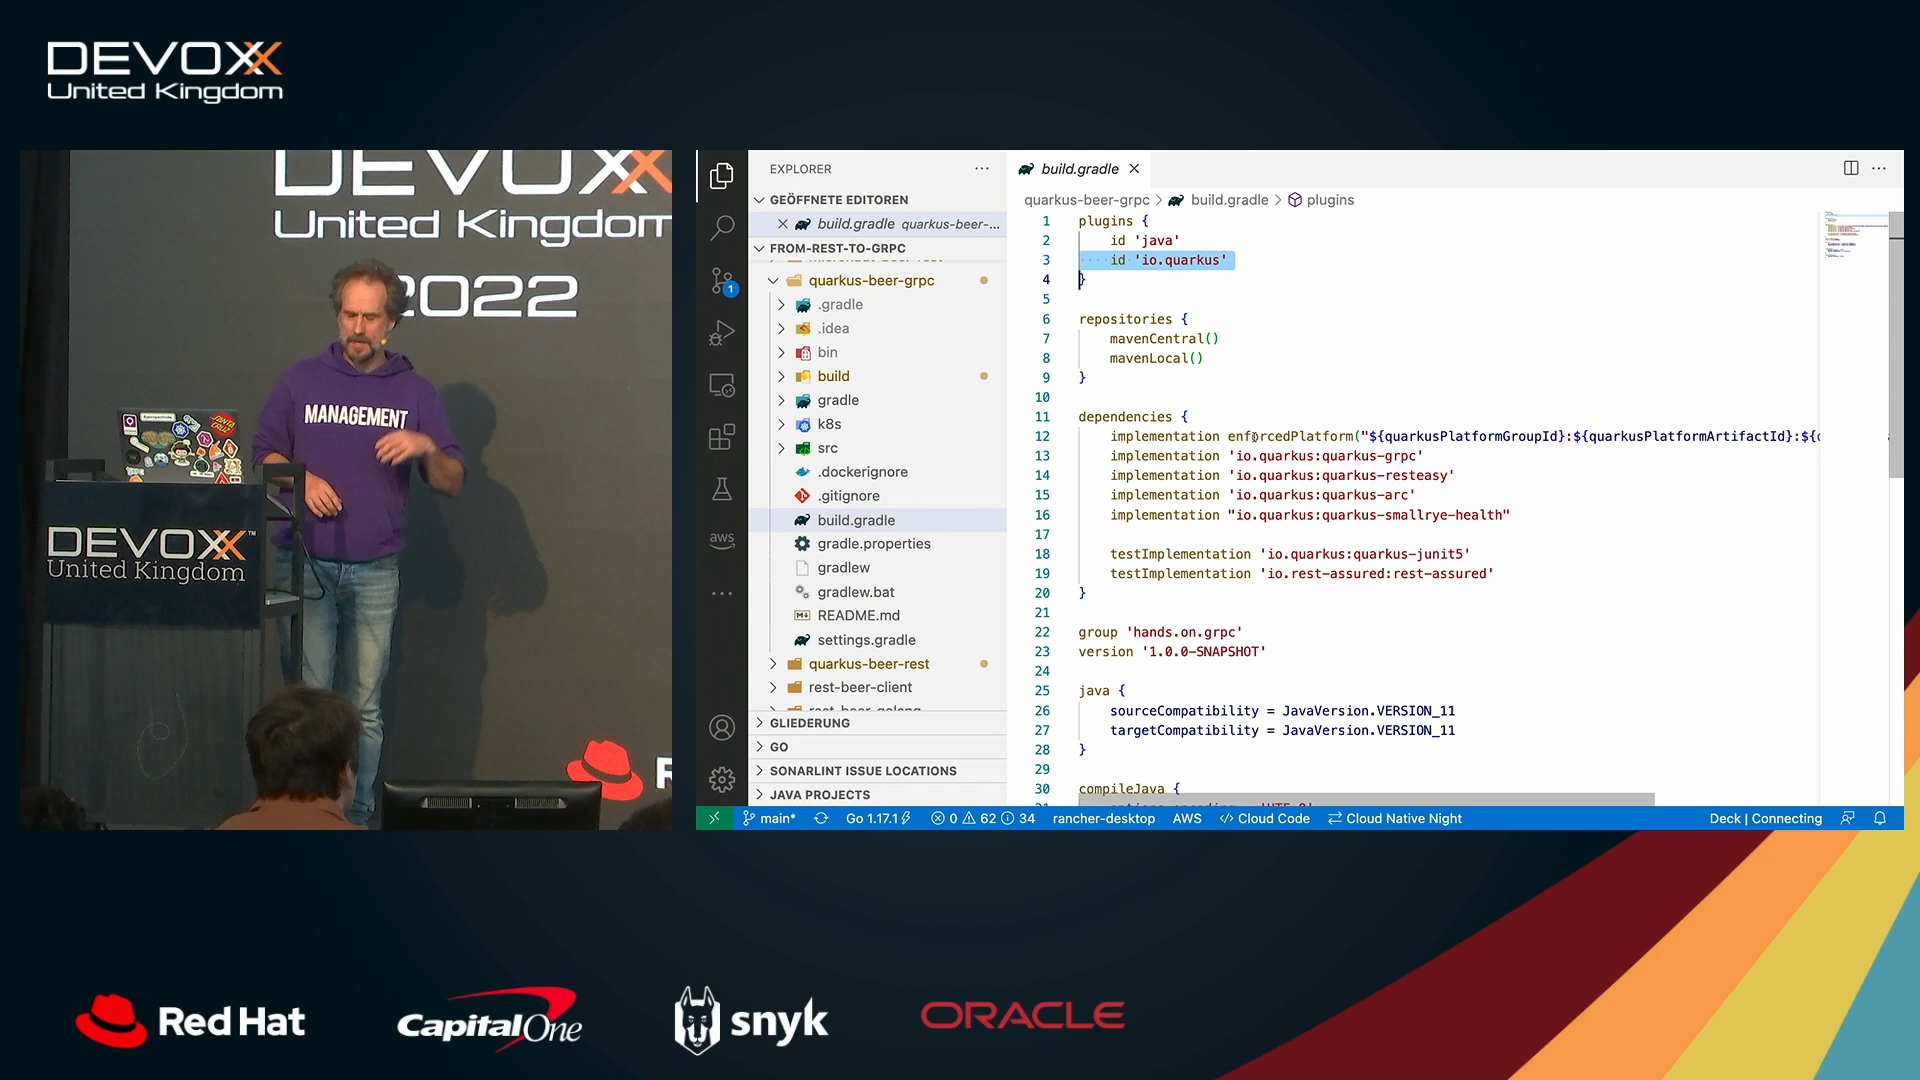 DEVOXX
United Kingdom
DEVOXX
United Kingdom
2022
MANAGEMENT
DEVOXX™
United Kingdom
EXPLORER
GEÖFFNETE EDITOREN
build.gradle quarkus-beer-...
FROM-REST-TO-GRPC
quarkus-beer-grpc
.gradle
.idea
bin
build
gradle
k8s
src
.dockerignore
.gitignore
build.gradle
gradle.properties
gradlew
gradlew.bat
README.md
settings.gradle
quarkus-beer-rest
rest-beer-client
GLIEDERUNG
GO
SONARLINT ISSUE LOCATIONS
JAVA PROJECTS
aws
1
build.gradle
quarkus-beer-grpc > build.gradle > plugins
1 plugins {
2 id 'java'
3 id 'io.quarkus'
4 }
5
6 repositories {
7 mavenCentral()
8 mavenLocal()
9 }
10
11 dependencies {
12 implementation enforcedPlatform("${quarkusPlatformGroupId}:${quarkusPlatformArtifactId}:${
13 implementation 'io.quarkus:quarkus-grpc'
14 implementation 'io.quarkus:quarkus-resteasy'
15 implementation 'io.quarkus:quarkus-arc'
16 implementation "io.quarkus:quarkus-smallrye-health"
17
18 testImplementation 'io.quarkus:quarkus-junit5'
19 testImplementation 'io.rest-assured:rest-assured'
20 }
21
22 group 'hands.on.grpc'
23 version '1.0.0-SNAPSHOT'
24
25 java {
26 sourceCompatibility = JavaVersion.VERSION_11
27 targetCompatibility = JavaVersion.VERSION_11
28 }
29
30 compileJava {
main* Go 1.17.1 0 62 34 rancher-desktop AWS Cloud Code Cloud Native Night Deck | Connecting
Red Hat
Capital One
snyk
ORACLE